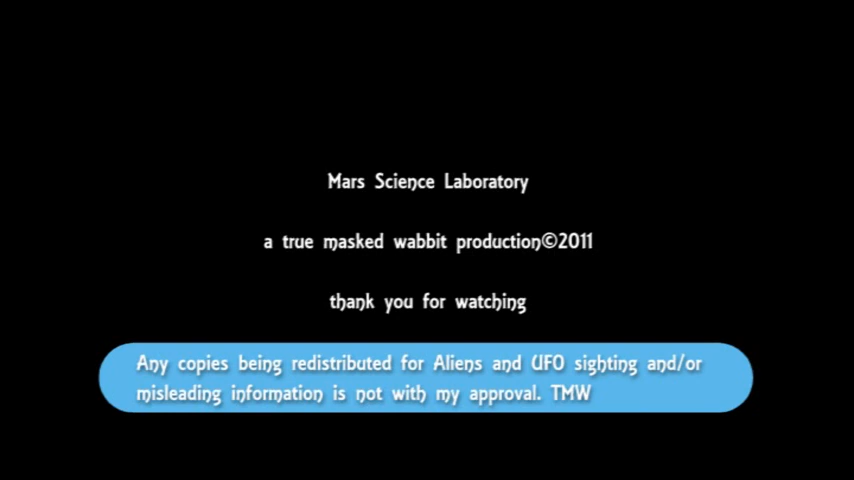 Mars Science Laboratory
a true masked wabbit production©2011
thank you for watching
Any copies being redistributed for Aliens and UFO sighting and/or
misleading information is not with my approval. TMW